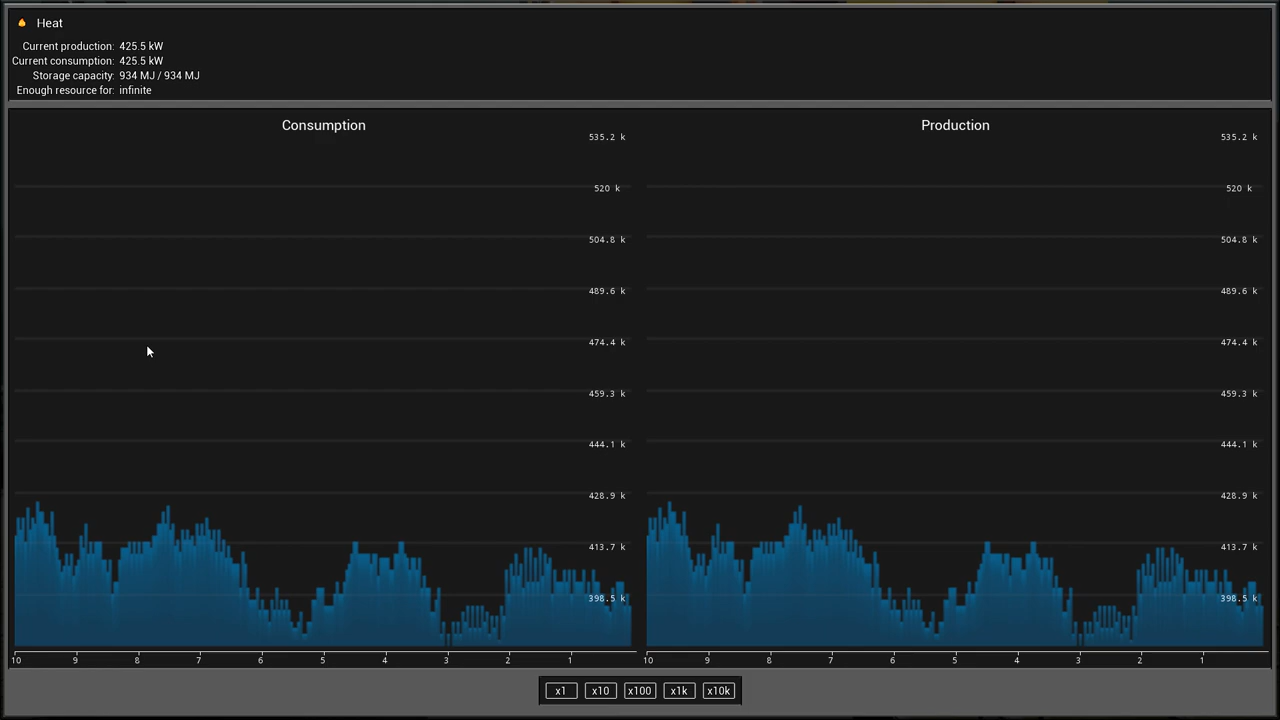 Heat
Current production: 425.5 kW
Current consumption: 425.5 kW
Storage capacity: 934 MJ / 934 MJ
Enough resource for: infinite
Consumption
535.2 k
520 k
504.8 k
489.6 k
474.4 k
459.3 k
444.1 k
428.9 k
413.7 k
398.5 k
10 9 8 7 6 5 4 3 2 1
Production
535.2 k
520 k
504.8 k
489.6 k
474.4 k
459.3 k
444.1 k
428.9 k
413.7 k
398.5 k
10 9 8 7 6 5 4 3 2 1
x1 x10 x100 x1k x10k